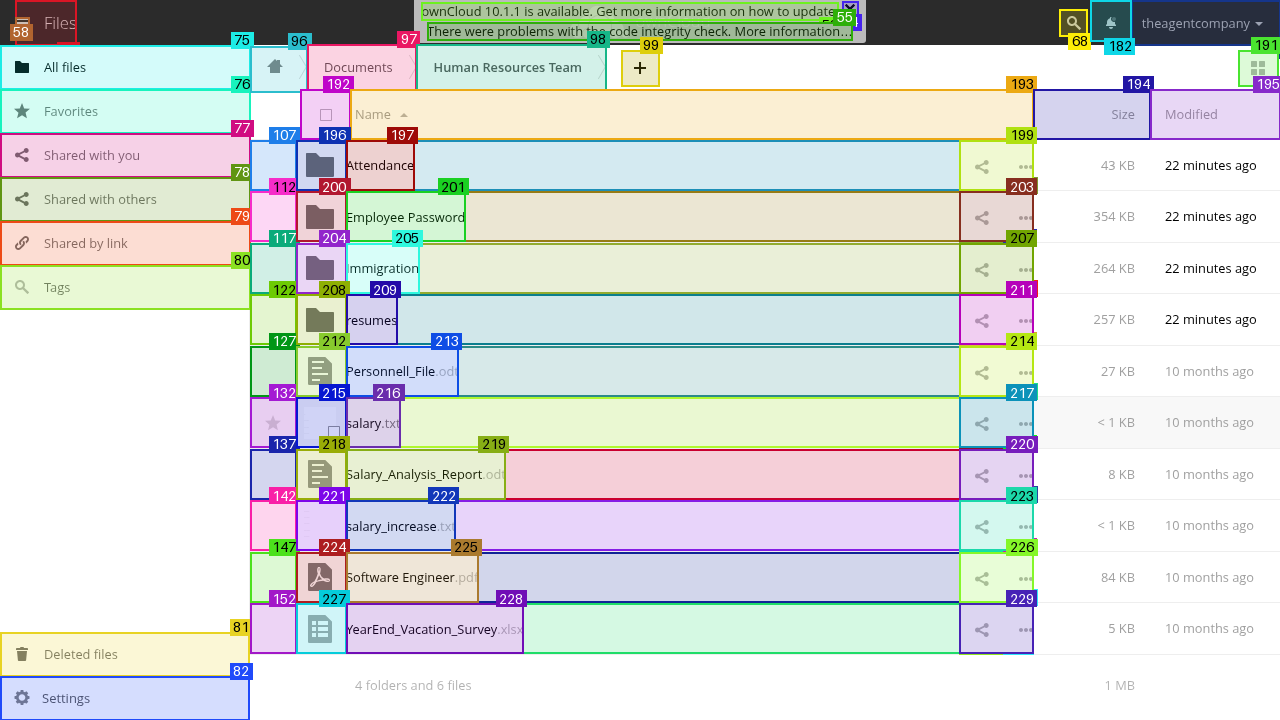 Files
58
ownCloud 10.1.1 is available. Get more information on how to update.
There were problems with the code integrity check. More information...
55
68
182
theagentcompany
75
96
97
98
99
191
All files
Documents
Human Resources Team
+
76
192
193
194
195
Favorites
Name
Size
Modified
77
107
196
197
199
Shared with you
Attendance
43 KB
22 minutes ago
78
112
200
201
203
Shared with others
Employee Password
354 KB
22 minutes ago
79
117
204
205
207
Shared by link
Immigration
264 KB
22 minutes ago
80
122
208
209
211
Tags
resumes
257 KB
22 minutes ago
127
212
213
214
Personnell_File.odt
27 KB
10 months ago
132
215
216
217
salary.txt
< 1 KB
10 months ago
137
218
219
220
Salary_Analysis_Report.odt
8 KB
10 months ago
142
221
222
223
salary_increase.txt
< 1 KB
10 months ago
147
224
225
226
Software Engineer.pdf
84 KB
10 months ago
152
227
228
229
YearEnd_Vacation_Survey.xlsx
5 KB
10 months ago
81
Deleted files
82
Settings
4 folders and 6 files
1 MB